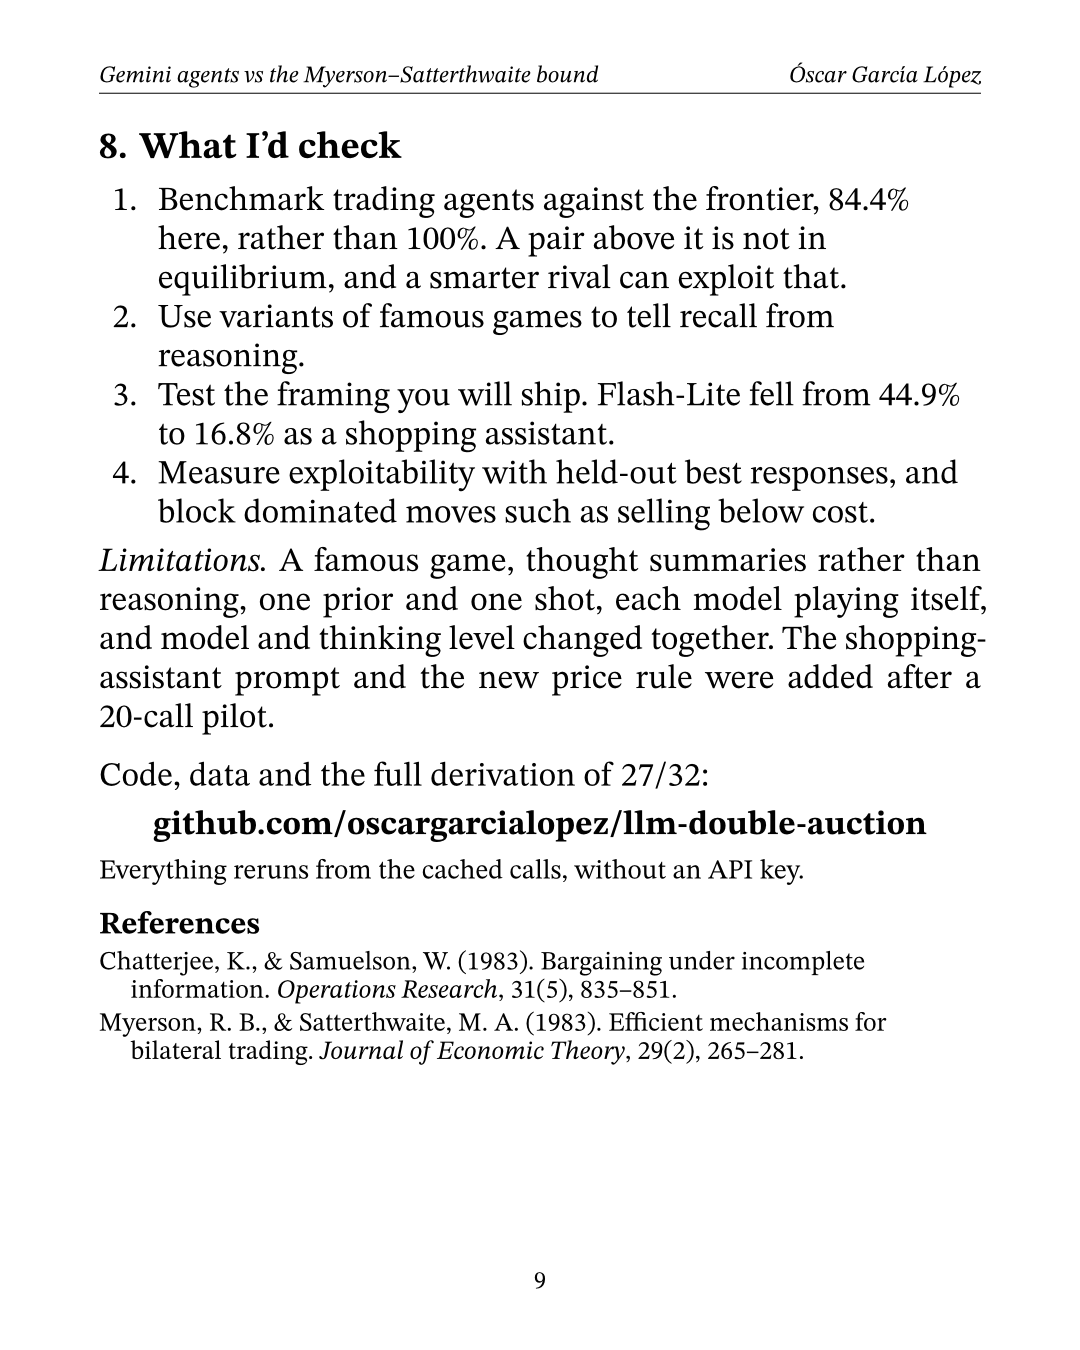 Gemini agents vs the Myerson–Satterthwaite bound Óscar García López
8. What I’d check
1. Benchmark trading agents against the frontier, 84.4%
here, rather than 100%. A pair above it is not in
equilibrium, and a smarter rival can exploit that.
2. Use variants of famous games to tell recall from
reasoning.
3. Test the framing you will ship. Flash-Lite fell from 44.9%
to 16.8% as a shopping assistant.
4. Measure exploitability with held-out best responses, and
block dominated moves such as selling below cost.
Limitations. A famous game, thought summaries rather than
reasoning, one prior and one shot, each model playing itself,
and model and thinking level changed together. The shopping-
assistant prompt and the new price rule were added after a
20-call pilot.
Code, data and the full derivation of 27/32:
github.com/oscargarcialopez/llm-double-auction
Everything reruns from the cached calls, without an API key.
References
Chatterjee, K., & Samuelson, W. (1983). Bargaining under incomplete
information. Operations Research, 31(5), 835–851.
Myerson, R. B., & Satterthwaite, M. A. (1983). Efficient mechanisms for
bilateral trading. Journal of Economic Theory, 29(2), 265–281.
9